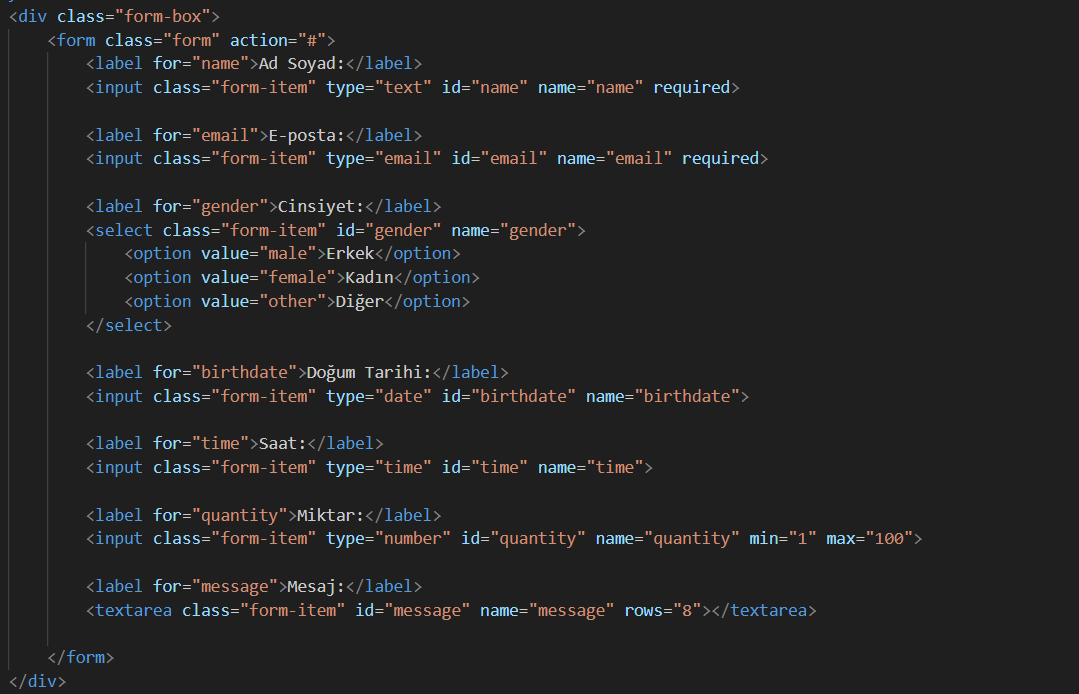 <div class="form-box">
<form class="form" action="#">
<label for="name">Ad Soyad:</label>
<input class="form-item" type="text" id="name" name="name" required>
<label for="email">E-posta:</label>
<input class="form-item" type="email" id="email" name="email" required>
<label for="gender">Cinsiyet:</label>
<select class="form-item" id="gender" name="gender">
<option value="male">Erkek</option>
<option value="female">Kadın</option>
<option value="other">Diğer</option>
</select>
<label for="birthdate">Doğum Tarihi:</label>
<input class="form-item" type="date" id="birthdate" name="birthdate">
<label for="time">Saat:</label>
<input class="form-item" type="time" id="time" name="time">
<label for="quantity">Miktar:</label>
<input class="form-item" type="number" id="quantity" name="quantity" min="1" max="100">
<label for="message">Mesaj:</label>
<textarea class="form-item" id="message" name="message" rows="8"></textarea>
</form>
</div>